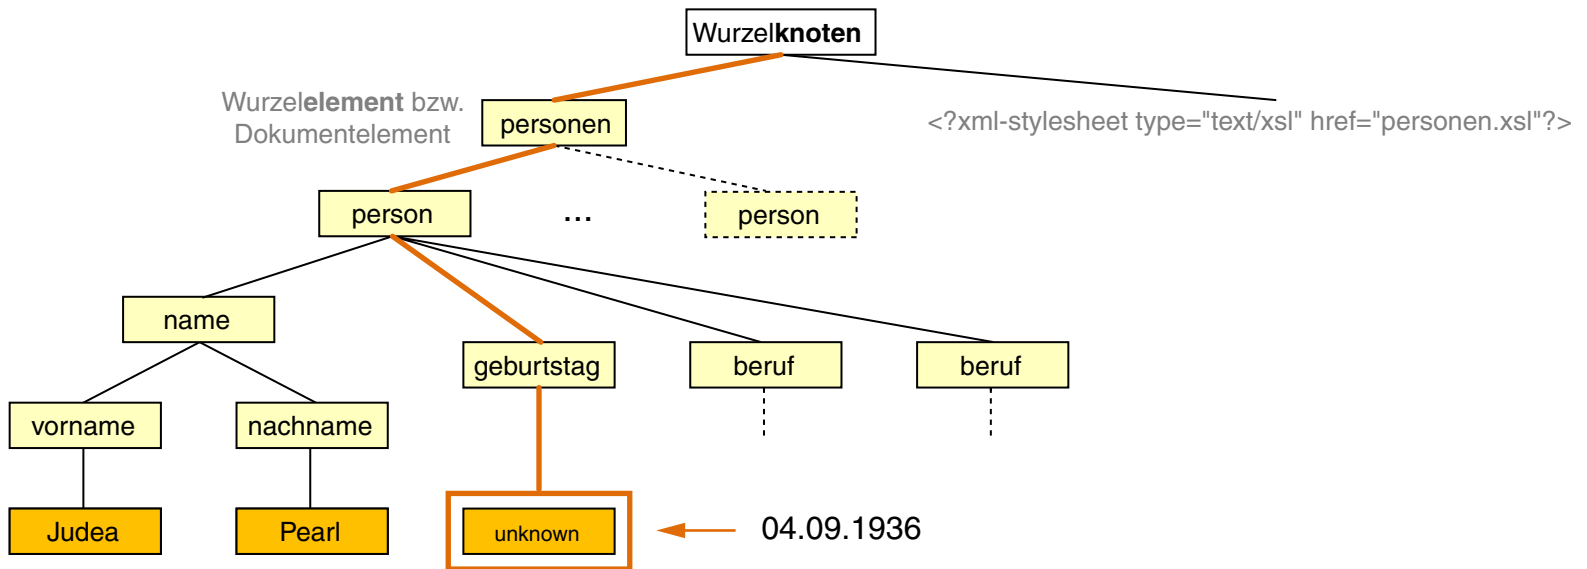 Wurzelknoten
Wurzelelement bzw.
Dokumentelement
personen
<?xml-stylesheet type="text/xsl" href="personen.xsl"?>
person
...
person
name
geburtstag
beruf
beruf
vorname
nachname
Judea
Pearl
unknown
04.09.1936